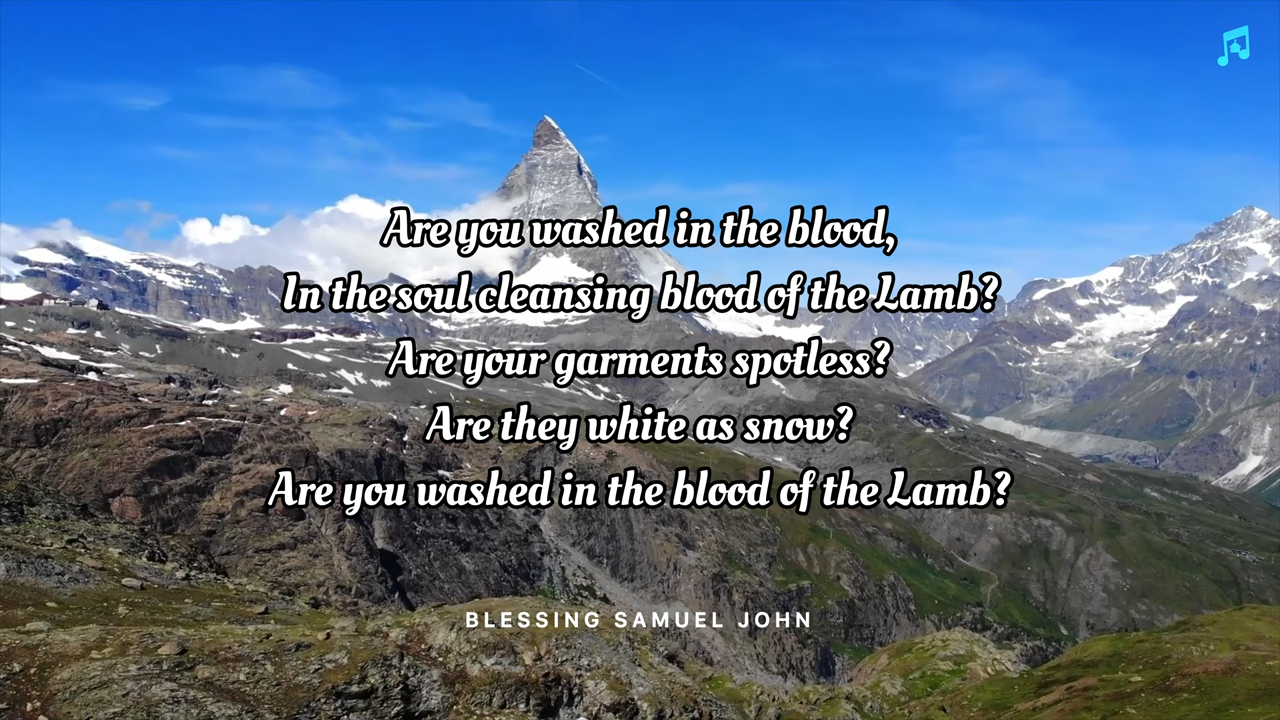 Are you washed in the blood,
In the soul cleansing blood of the Lamb?
Are your garments spotless?
Are they white as snow?
Are you washed in the blood of the Lamb?
BLESSING SAMUEL JOHN